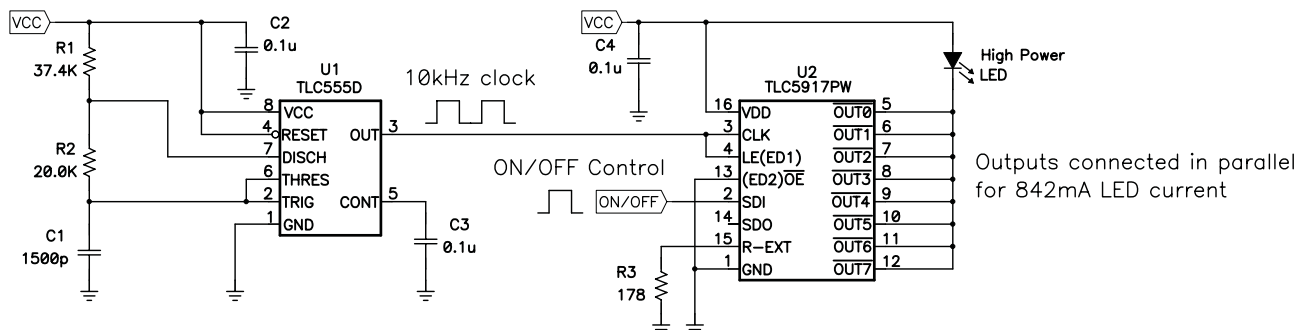 VCC
R1
37.4K
R2
20.0K
C1
1500p
C2
0.1u
U1
TLC555D
8 VCC
4 RESET
7 DISCH
6 THRES
2 TRIG
1 GND
OUT 3
CONT 5
C3
0.1u
10kHz clock
ON/OFF Control
ON/OFF
VCC
C4
0.1u
R3
178
U2
TLC5917PW
16 VDD
3 CLK
4 LE(ED1)
13 (ED2)OE
2 SDI
14 SDO
15 R-EXT
1 GND
OUT0 5
OUT1 6
OUT2 7
OUT3 8
OUT4 9
OUT5 10
OUT6 11
OUT7 12
High Power
LED
Outputs connected in parallel
for 842mA LED current